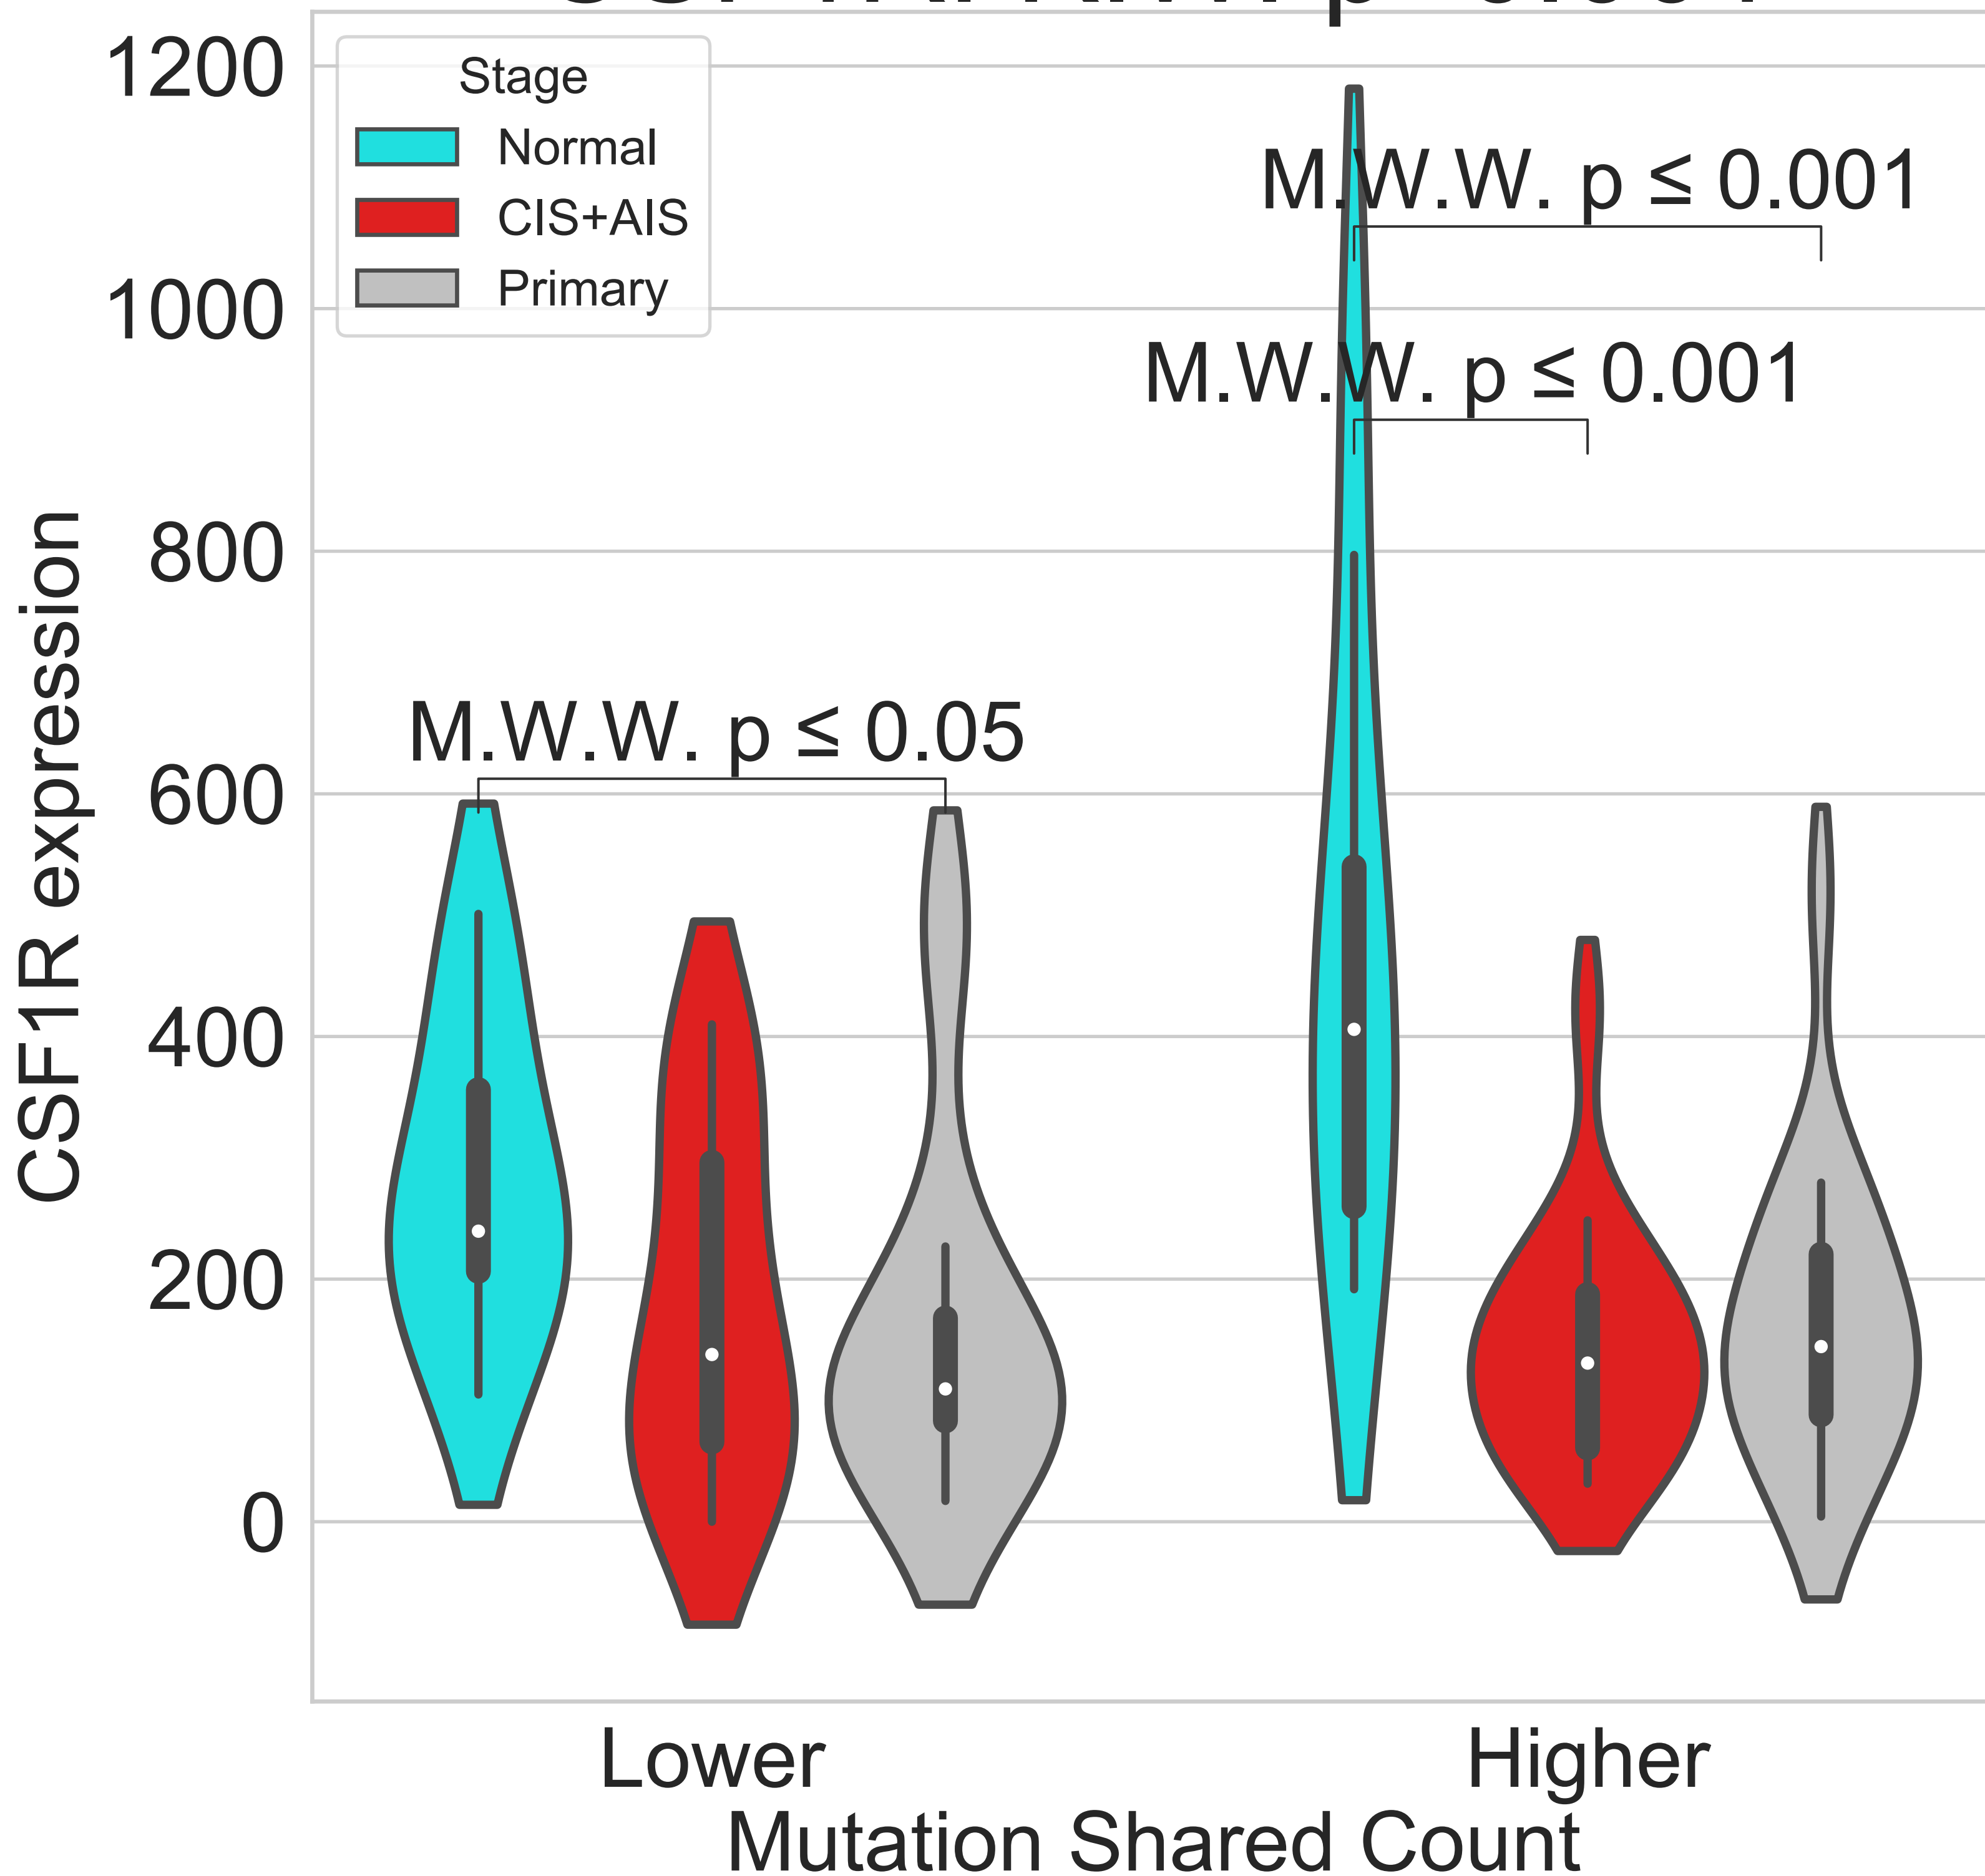 1200
1000
800
600
400
200
0
CSF1R expression
Stage
Normal
CIS+AIS
Primary
M.W.W. p ≤ 0.001
M.W.W. p ≤ 0.001
M.W.W. p ≤ 0.05
Lower
Higher
Mutation Shared Count